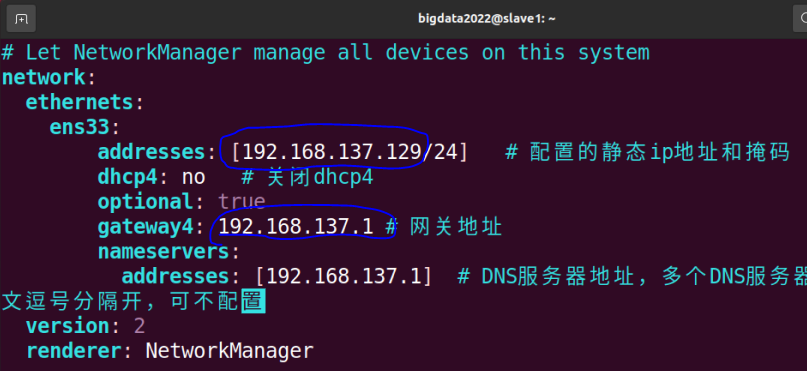 bigdata2022@slave1: ~
# Let NetworkManager manage all devices on this system
network:
ethernets:
ens33:
addresses: [192.168.137.129/24] # 配置的静态ip地址和掩码
dhcp4: no # 关闭dhcp4
optional: true
gateway4: 192.168.137.1 # 网关地址
nameservers:
addresses: [192.168.137.1] # DNS服务器地址，多个DNS服务器
文逗号分隔开，可不配置
version: 2
renderer: NetworkManager